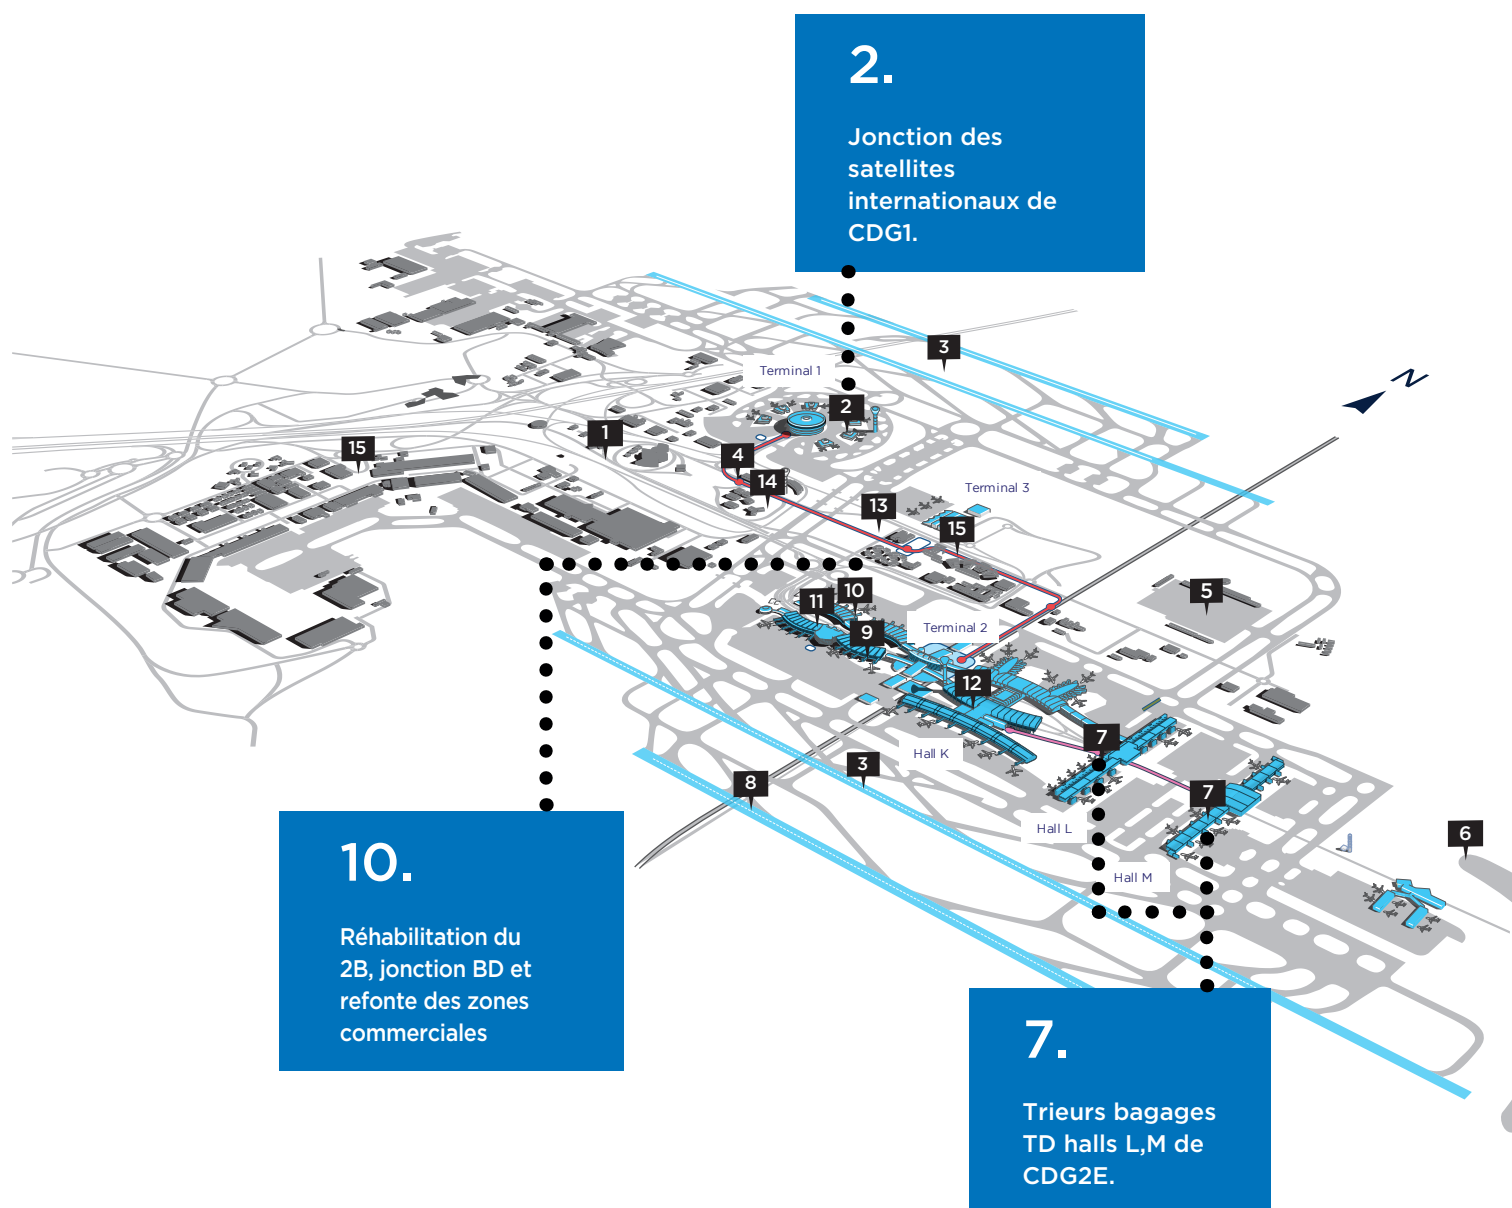 2.
Jonction des
satellites
internationaux de
CDG1.
3
Terminal 1
N
2
1
15
4
14
Terminal 3
13
15
5
10
11
Terminal 2
9
12
7
Hall K
3
8
7
Hall L
6
Hall M
10.
Réhabilitation du
2B, jonction BD et
refonte des zones
commerciales
7.
Trieurs bagages
TD halls L,M de
CDG2E.